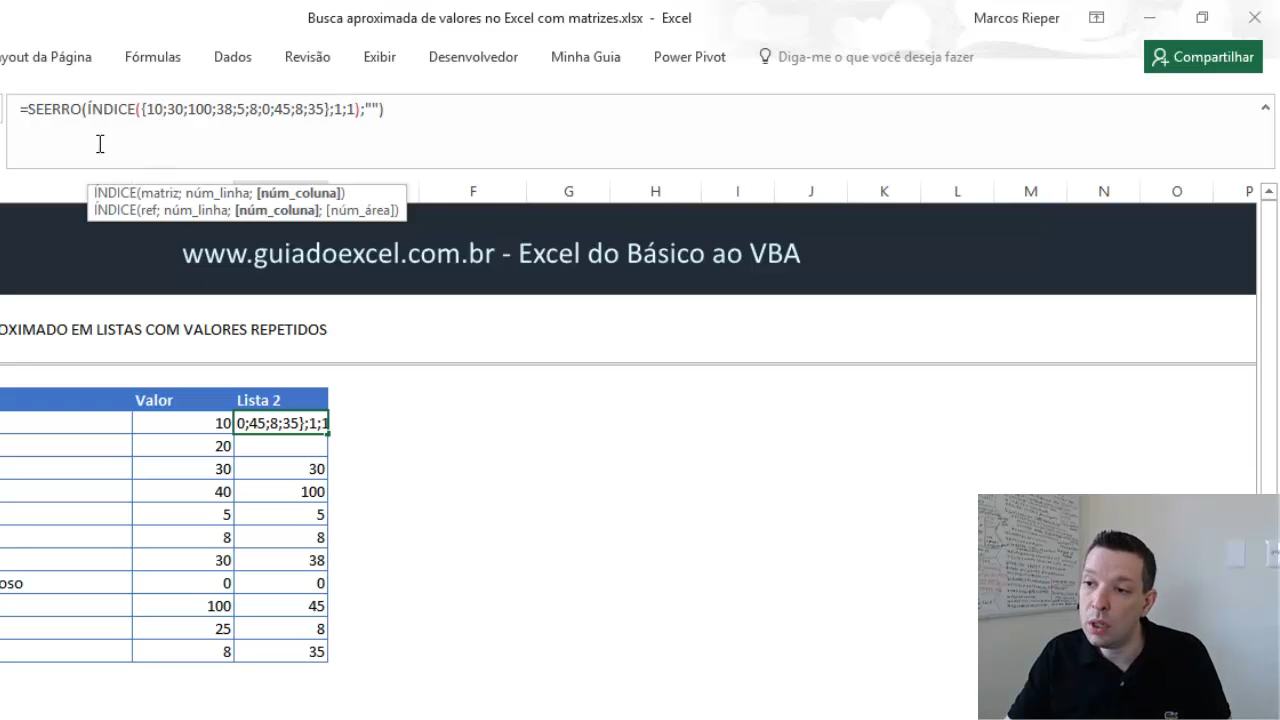 Busca aproximada de valores no Excel com matrizes.xlsx - Excel
Marcos Rieper
yout da Página Fórmulas Dados Revisão Exibir Desenvolvedor Minha Guia Power Pivot Diga-me o que você deseja fazer Compartilhar
=SEERRO(ÍNDICE({10;30;100;38;5;8;0;45;8;35};1;1);"")
ÍNDICE(matriz; núm_linha; [núm_coluna])
ÍNDICE(ref; núm_linha; [núm_coluna]; [núm_área])
F G H I J K L M N O P
www.guiadoexcel.com.br - Excel do Básico ao VBA
OXIMADO EM LISTAS COM VALORES REPETIDOS
Valor Lista 2
10 0;45;8;35};1;1
20
30 30
40 100
5 5
8 8
30 38
oso 0 0
100 45
25 8
8 35